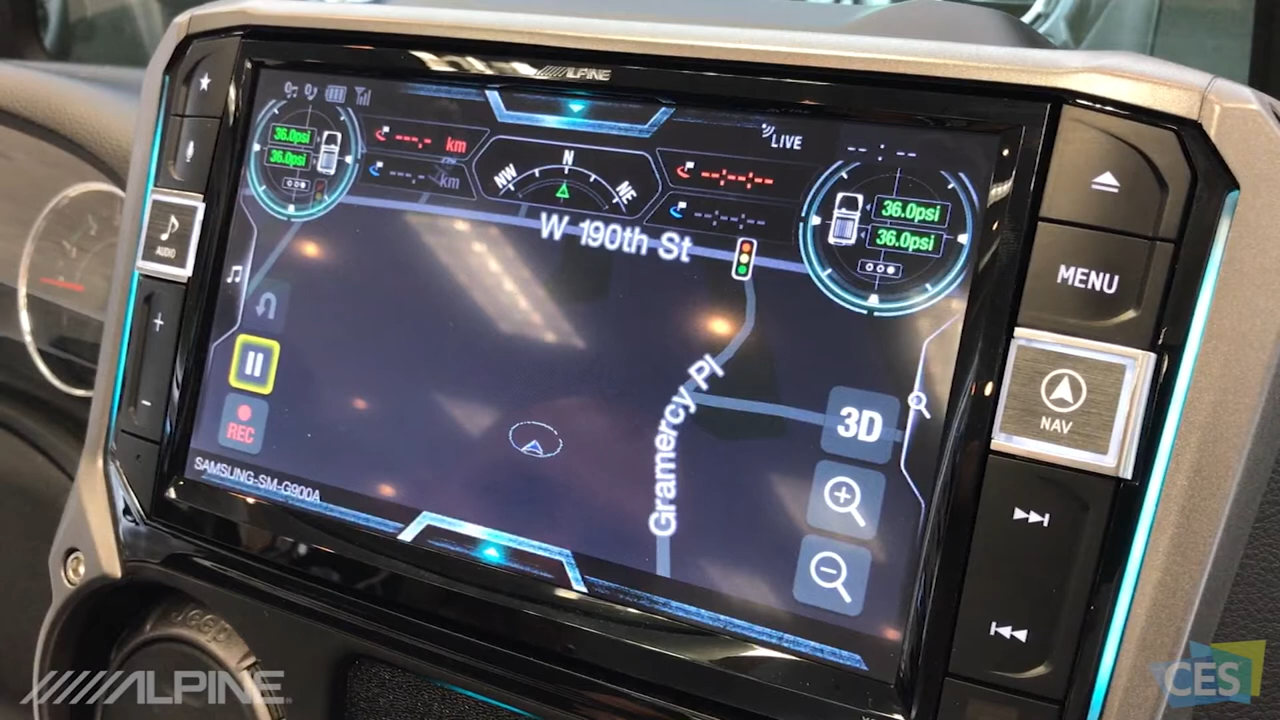 ALPINE
36.0psi
36.0psi
---.- km
---.- km
NW
N
NE
LIVE
--:--
--:--:--
--:--:--
36.0psi
36.0psi
W 190th St
Gramercy Pl
REC
SAMSUNG-SM-G900A
3D
AUDIO
+
-
MENU
NAV
Jeep
ALPINE
CES